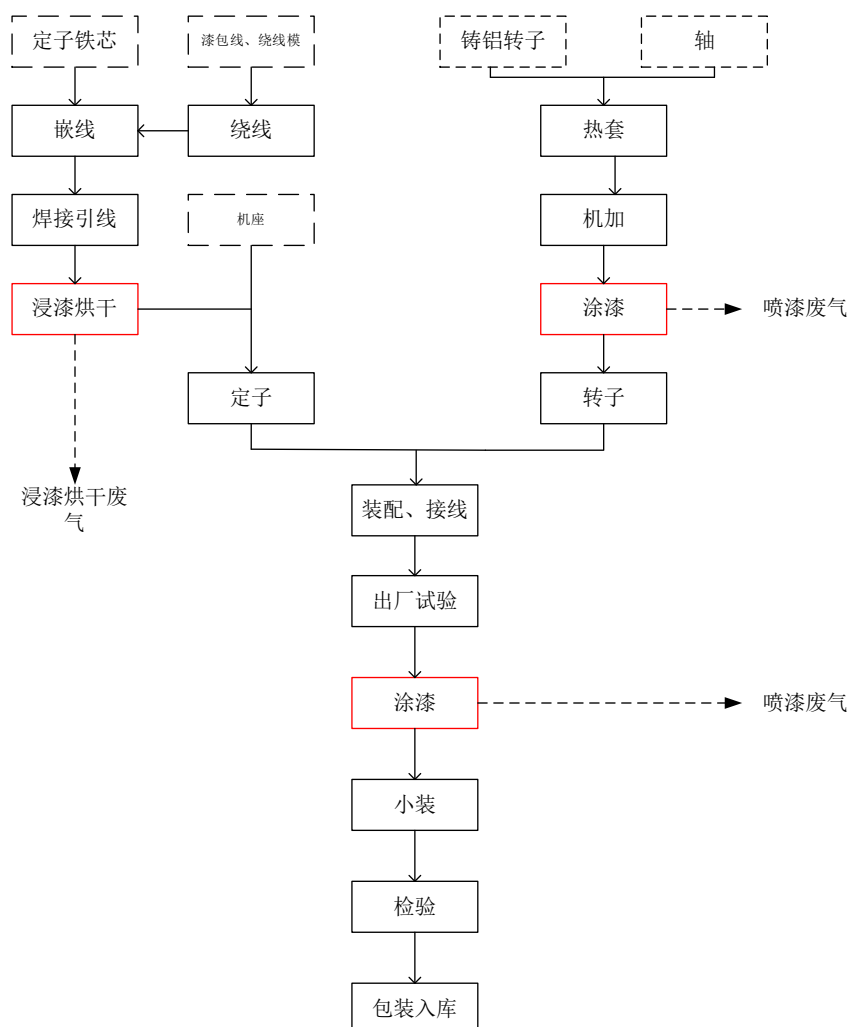 定子铁芯
漆包线、绕线模
铸铝转子
轴
嵌线
绕线
热套
焊接引线
机座
机加
浸漆烘干
涂漆
喷漆废气
定子
转子
浸漆烘干废
气
装配、接线
出厂试验
涂漆
喷漆废气
小装
检验
包装入库